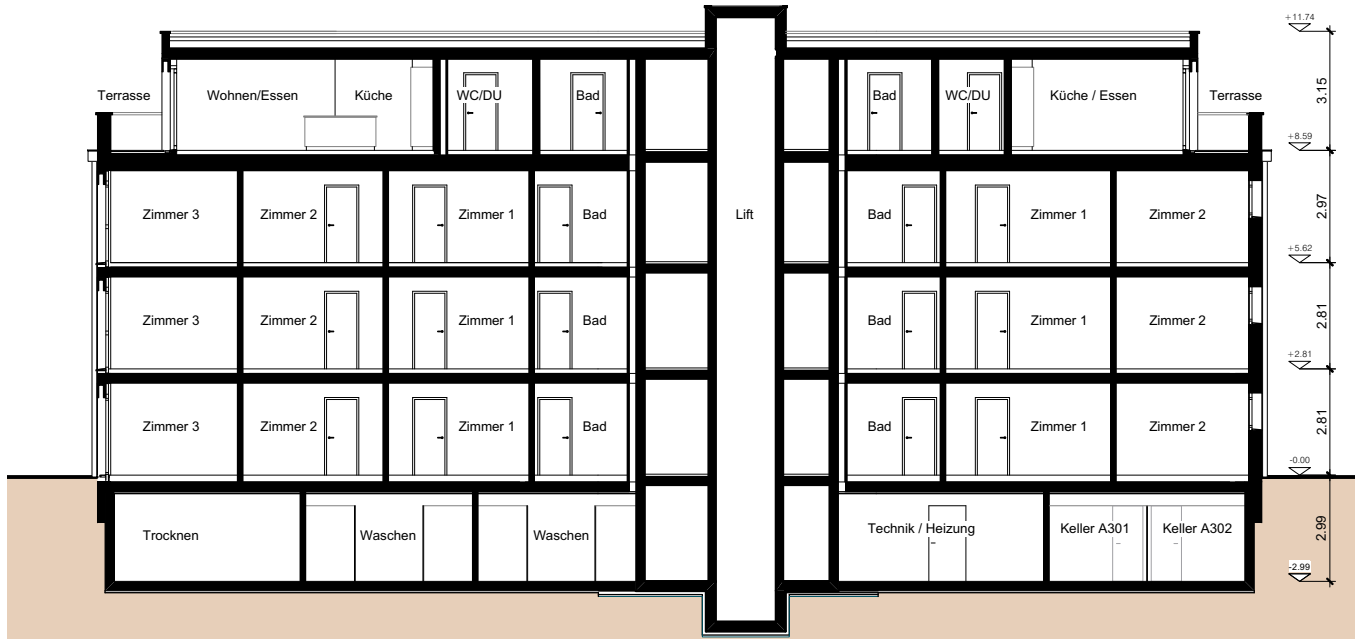 +11.74
Terrasse
Wohnen/Essen
Küche
WC/DU
Bad
Bad
WC/DU
Küche / Essen
Terrasse
3.15
+8.59
Zimmer 3
Zimmer 2
Zimmer 1
Bad
Lift
Bad
Zimmer 1
Zimmer 2
2.97
+5.62
Zimmer 3
Zimmer 2
Zimmer 1
Bad
Bad
Zimmer 1
Zimmer 2
2.81
+2.81
Zimmer 3
Zimmer 2
Zimmer 1
Bad
Bad
Zimmer 1
Zimmer 2
2.81
-0.00
Trocknen
Waschen
Waschen
Technik / Heizung
Keller A301
Keller A302
2.99
-2.99